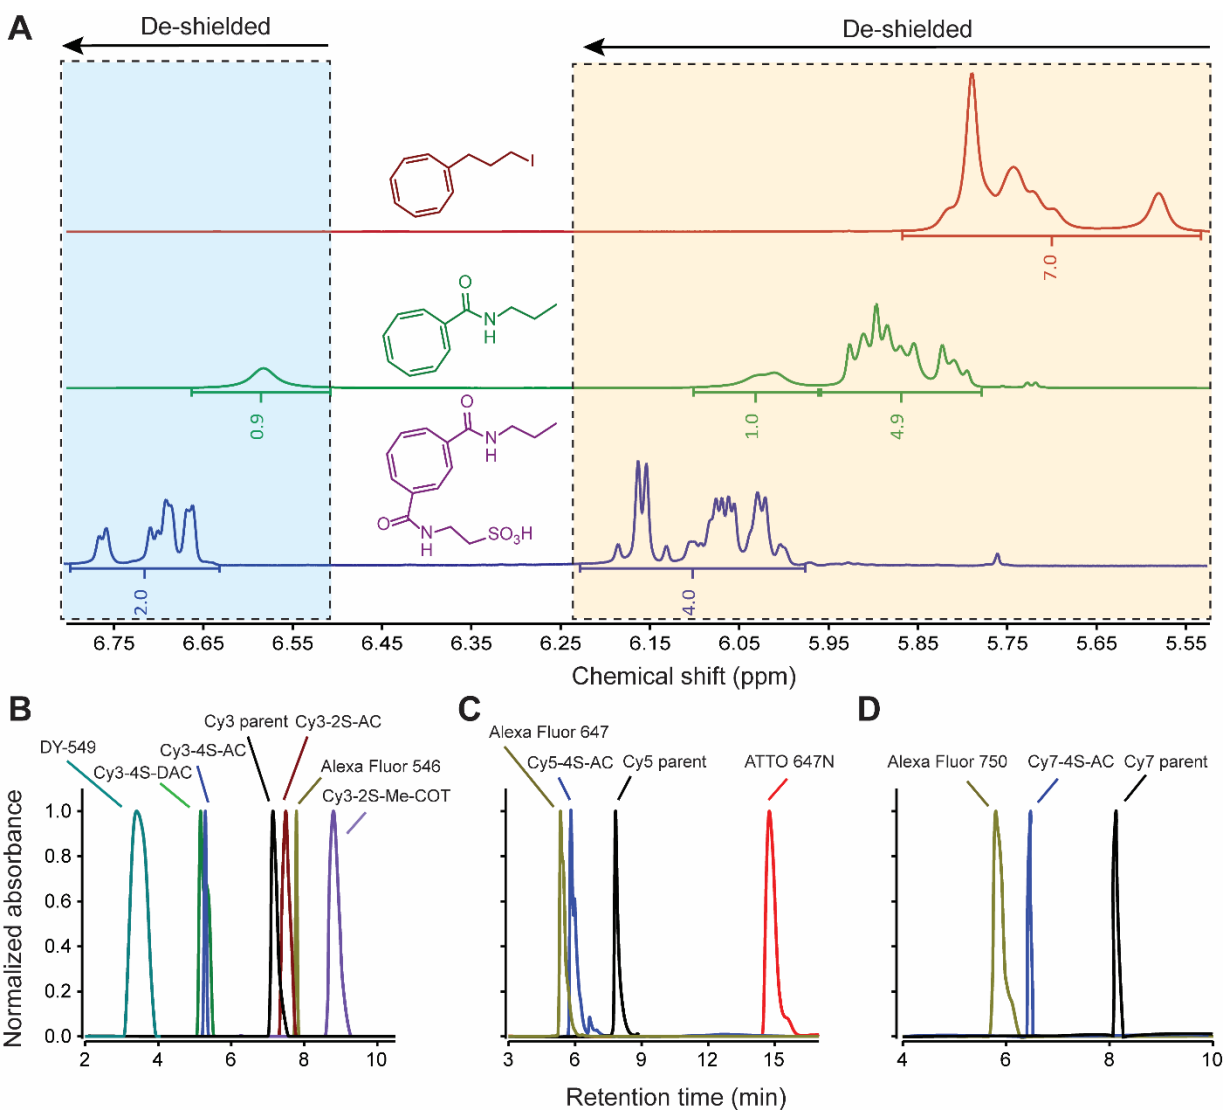 A
De-shielded
De-shielded
I
7.0
O
N
H
0.9
1.0
4.9
O
N
H
O
N
H
SO₃H
2.0
4.0
6.75 6.65 6.55 6.45 6.35 6.25 6.15 6.05 5.95 5.85 5.75 5.65 5.55
Chemical shift (ppm)
B
Cy3 parent Cy3-2S-AC
DY-549
Cy3-4S-AC
Cy3-4S-DAC
Alexa Fluor 546
Cy3-2S-Me-COT
Normalized absorbance
1.0
0.8
0.6
0.4
0.2
0.0
2 4 6 8 10
C
Alexa Fluor 647
Cy5-4S-AC Cy5 parent
ATTO 647N
3 6 9 12 15
D
Alexa Fluor 750
Cy7-4S-AC
Cy7 parent
4 6 8 10
Retention time (min)